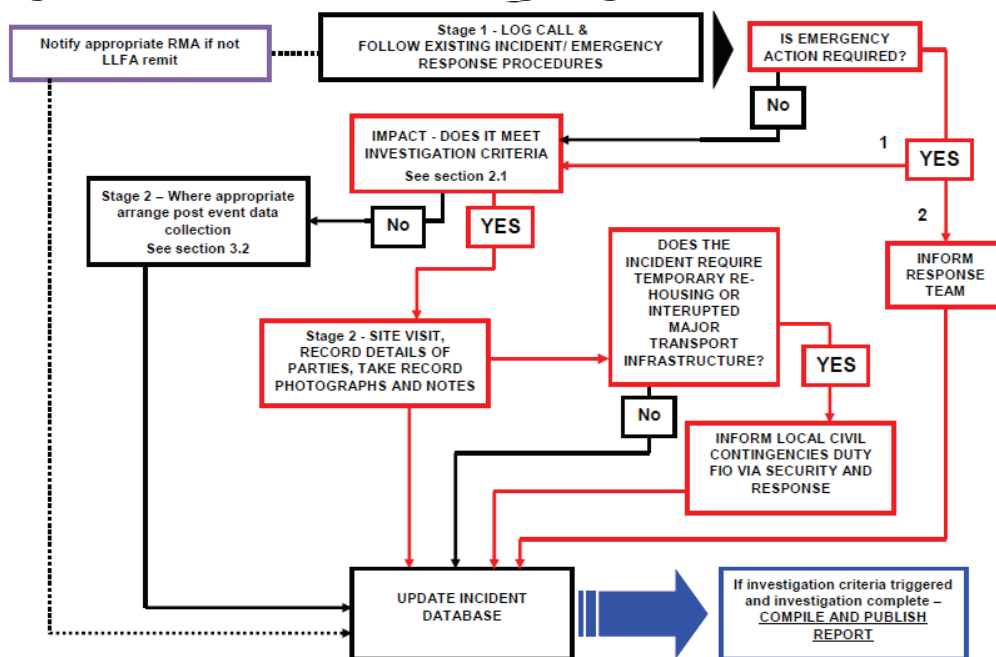 Notify appropriate RMA if not
LLFA remit
Stage 1 - LOG CALL &
FOLLOW EXISTING INCIDENT/ EMERGENCY
RESPONSE PROCEDURES
IS EMERGENCY
ACTION REQUIRED?
No
IMPACT - DOES IT MEET
INVESTIGATION CRITERIA
See section 2.1
1
YES
Stage 2 – Where appropriate
arrange post event data
collection
See section 3.2
No
YES
2
DOES THE
INCIDENT REQUIRE
TEMPORARY RE-
HOUSING OR
INTERUPTED
MAJOR
TRANSPORT
INFRASTRUCTURE?
INFORM
RESPONSE
TEAM
Stage 2 - SITE VISIT,
RECORD DETAILS OF
PARTIES, TAKE RECORD
PHOTOGRAPHS AND NOTES
YES
No
INFORM LOCAL CIVIL
CONTINGENCIES DUTY
FIO VIA SECURITY AND
RESPONSE
UPDATE INCIDENT
DATABASE
If investigation criteria triggered
and investigation complete –
COMPILE AND PUBLISH
REPORT